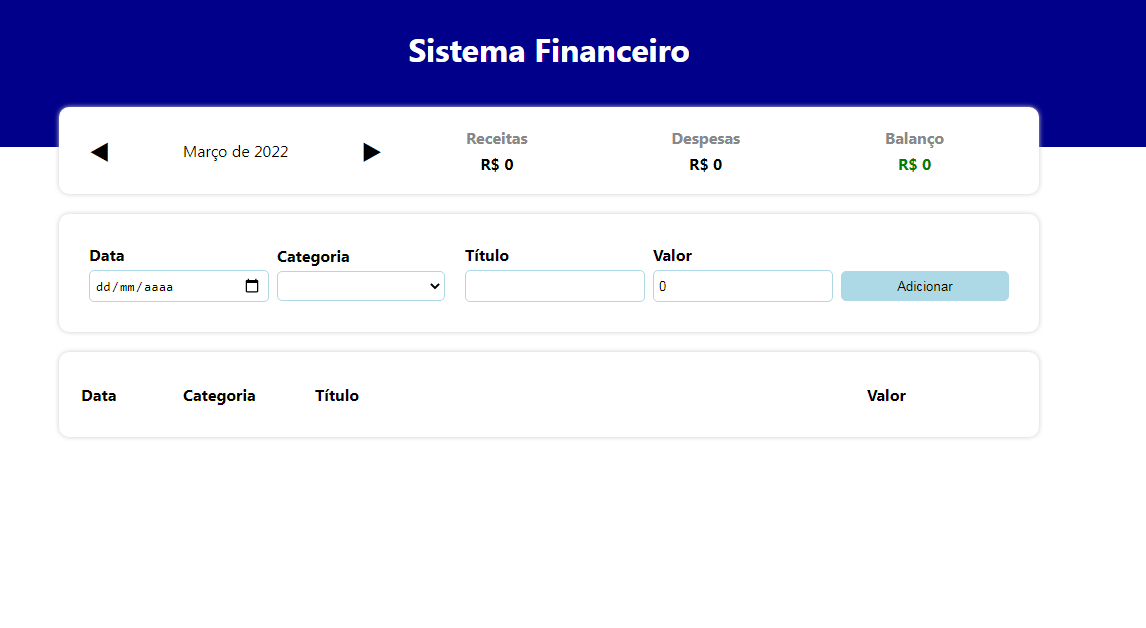 Sistema Financeiro
◀ Março de 2022 ▶
Receitas Despesas Balanço
R$ 0 R$ 0 R$ 0
Data Categoria Título Valor
dd/mm/aaaa 0 Adicionar
Data Categoria Título Valor